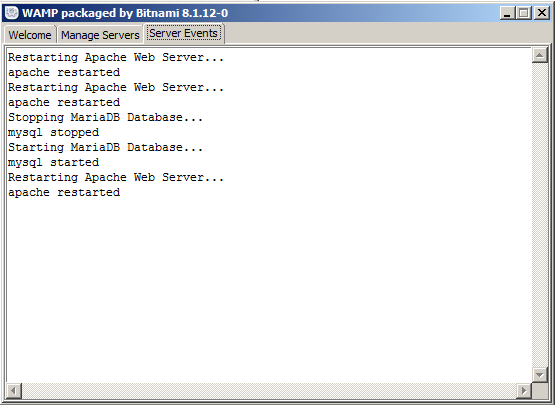 WAMP packaged by Bitnami 8.1.12-0
Welcome Manage Servers Server Events
Restarting Apache Web Server...
apache restarted
Restarting Apache Web Server...
apache restarted
Stopping MariaDB Database...
mysql stopped
Starting MariaDB Database...
mysql started
Restarting Apache Web Server...
apache restarted